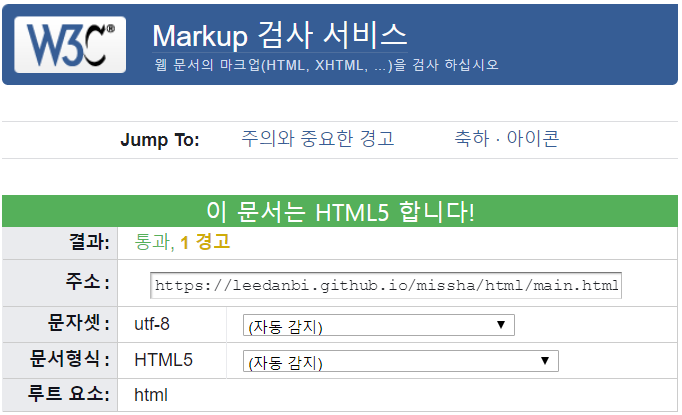 W3C® Markup 검사 서비스
웹 문서의 마크업(HTML, XHTML, …)을 검사 하십시오
Jump To: 주의와 중요한 경고 축하 · 아이콘
이 문서는 HTML5 합니다!
결과: 통과, 1 경고
주소 : https://leedanbi.github.io/missha/html/main.html
문자셋 : utf-8 (자동 감지)
문서형식 : HTML5 (자동 감지)
루트 요소: html